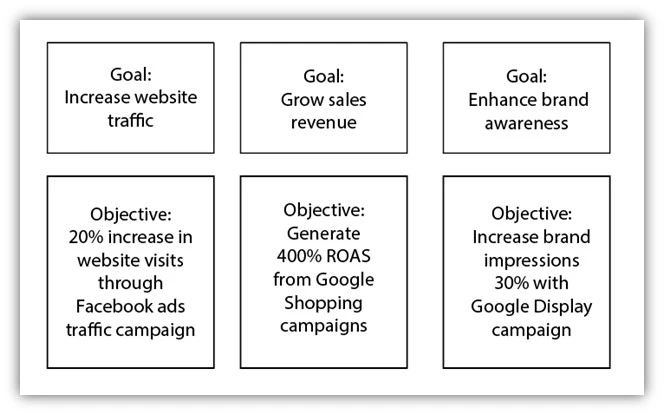 Goal:
Increase website
traffic
Goal:
Grow sales
revenue
Goal:
Enhance brand
awareness
Objective:
20% increase in
website visits
through
Facebook ads
traffic campaign
Objective:
Generate
400% ROAS
from Google
Shopping
campaigns
Objective:
Increase brand
impressions
30% with
Google Display
campaign